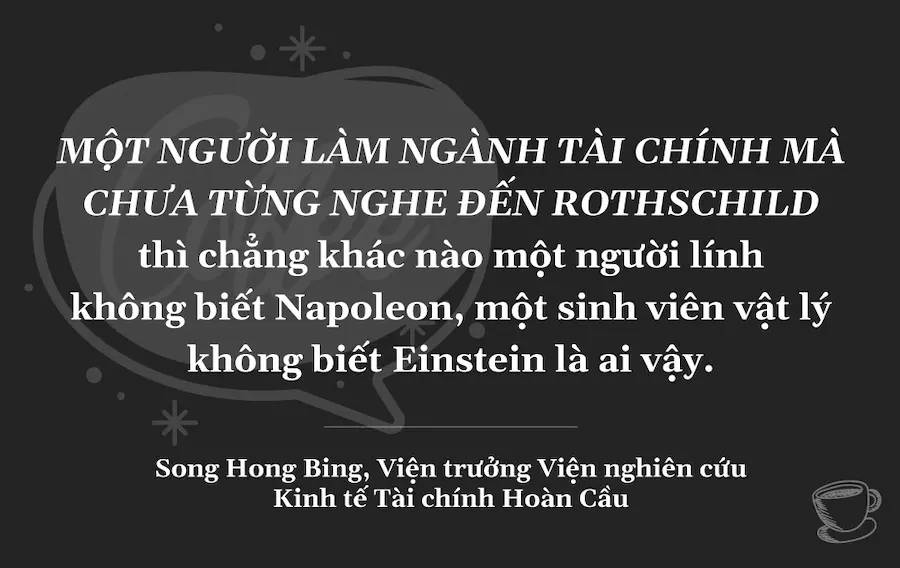 MỘT NGƯỜI LÀM NGÀNH TÀI CHÍNH MÀ
CHƯA TỪNG NGHE ĐẾN ROTHSCHILD
thì chẳng khác nào một người lính
không biết Napoleon, một sinh viên vật lý
không biết Einstein là ai vậy.
Song Hong Bing, Viện trưởng Viện nghiên cứu
Kinh tế Tài chính Hoàn Cầu